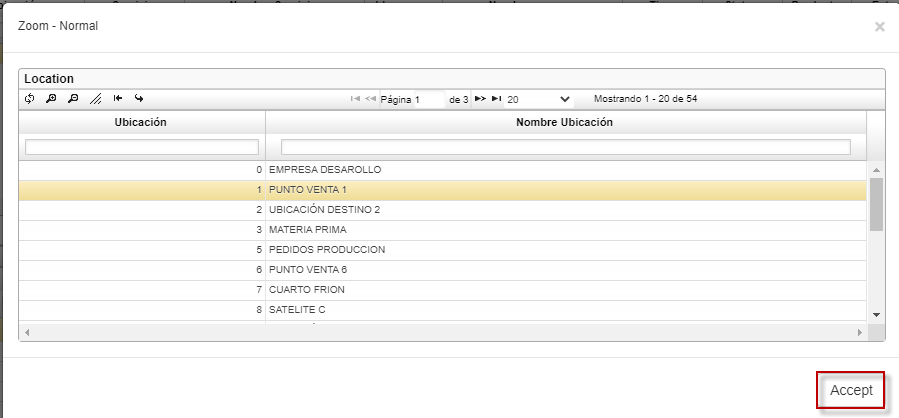 Zoom - Normal
×
Location
Página 1 de 3 20 Mostrando 1 - 20 de 54
Ubicación Nombre Ubicación
0 EMPRESA DESAROLLO
1 PUNTO VENTA 1
2 UBICACIÓN DESTINO 2
3 MATERIA PRIMA
5 PEDIDOS PRODUCCION
6 PUNTO VENTA 6
7 CUARTO FRION
8 SATELITE C
Accept